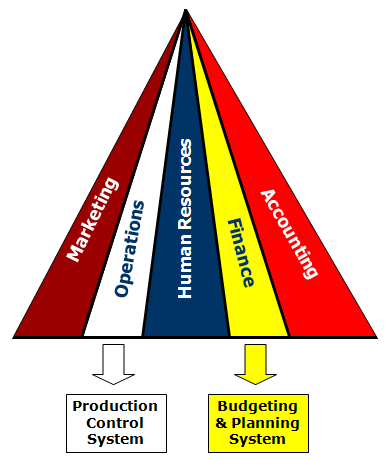 Marketing
Operations
Human Resources
Finance
Accounting
Production
Control
System
Budgeting
& Planning
System